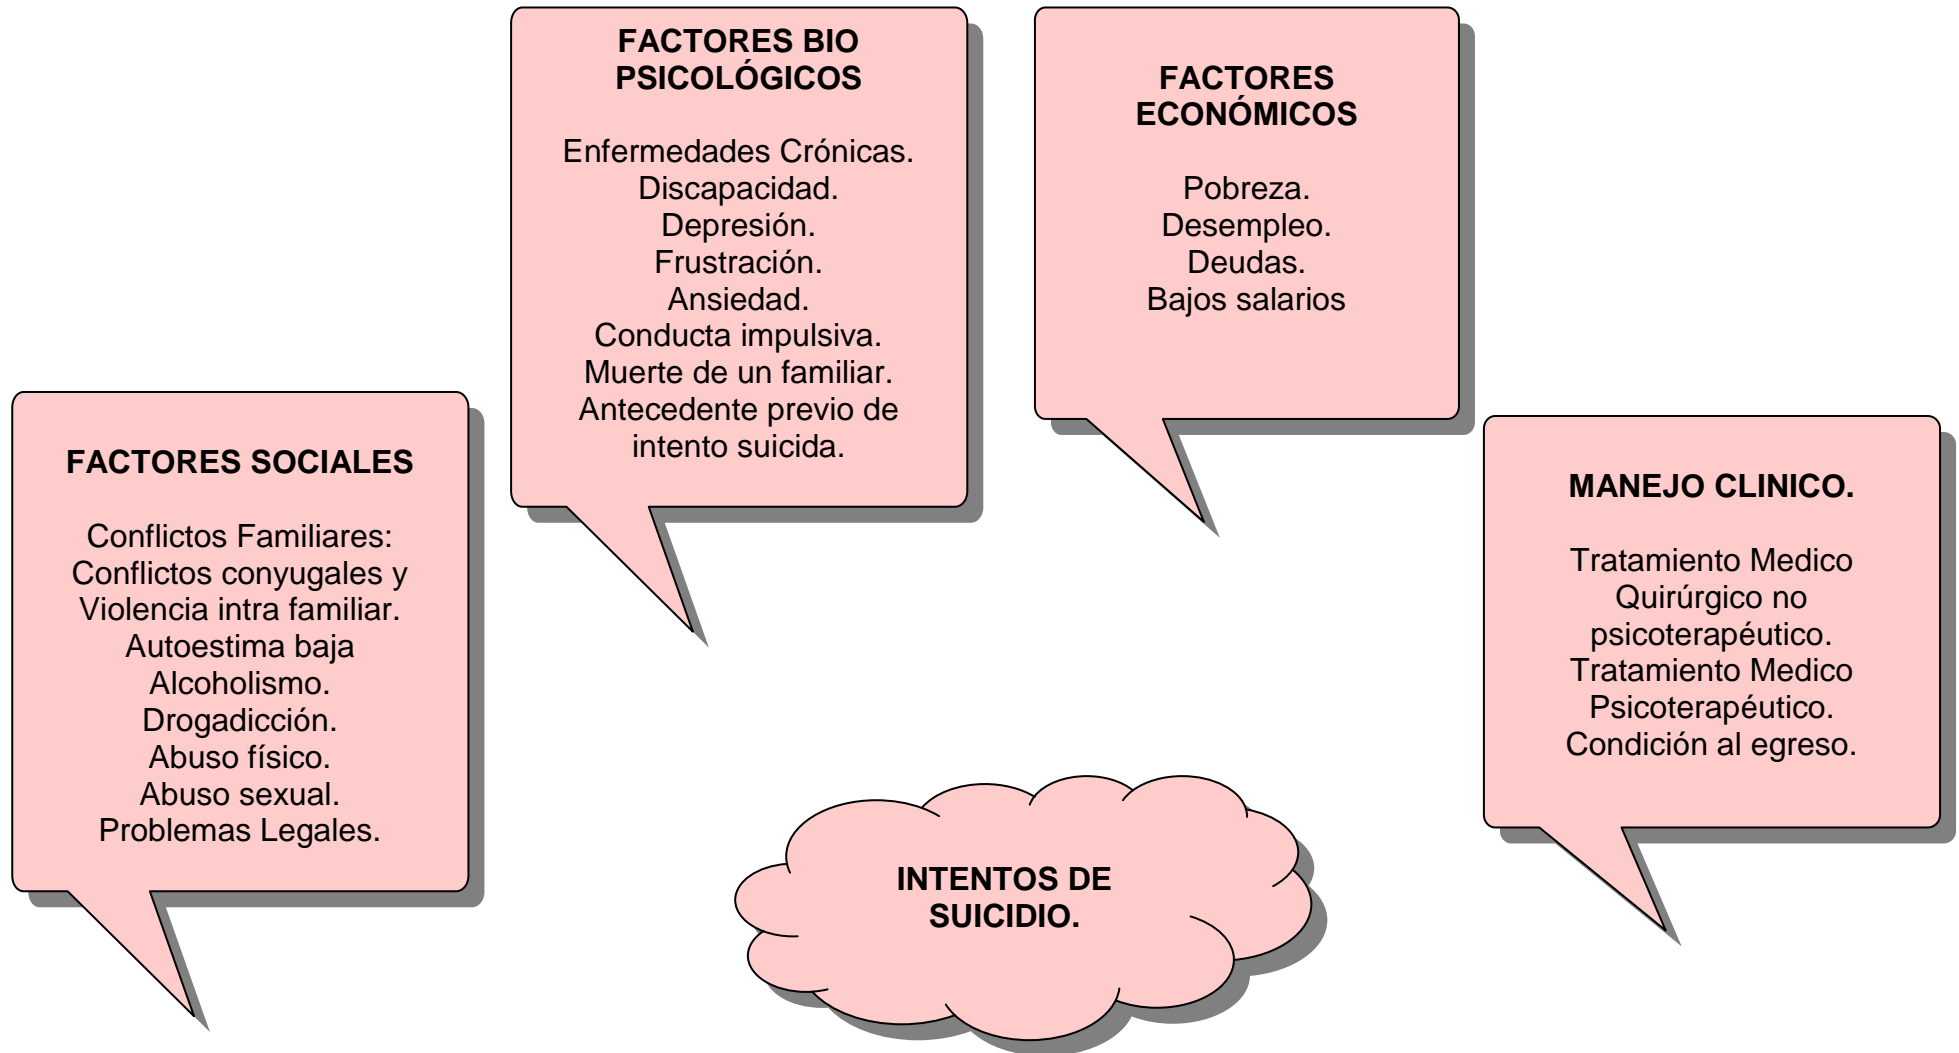 FACTORES BIO
PSICOLÓGICOS
Enfermedades Crónicas.
Discapacidad.
Depresión.
Frustración.
Ansiedad.
Conducta impulsiva.
Muerte de un familiar.
Antecedente previo de
intento suicida.
FACTORES
ECONÓMICOS
Pobreza.
Desempleo.
Deudas.
Bajos salarios
FACTORES SOCIALES
Conflictos Familiares:
Conflictos conyugales y
Violencia intra familiar.
Autoestima baja
Alcoholismo.
Drogadicción.
Abuso físico.
Abuso sexual.
Problemas Legales.
MANEJO CLINICO.
Tratamiento Medico
Quirúrgico no
psicoterapéutico.
Tratamiento Medico
Psicoterapéutico.
Condición al egreso.
INTENTOS DE
SUICIDIO.